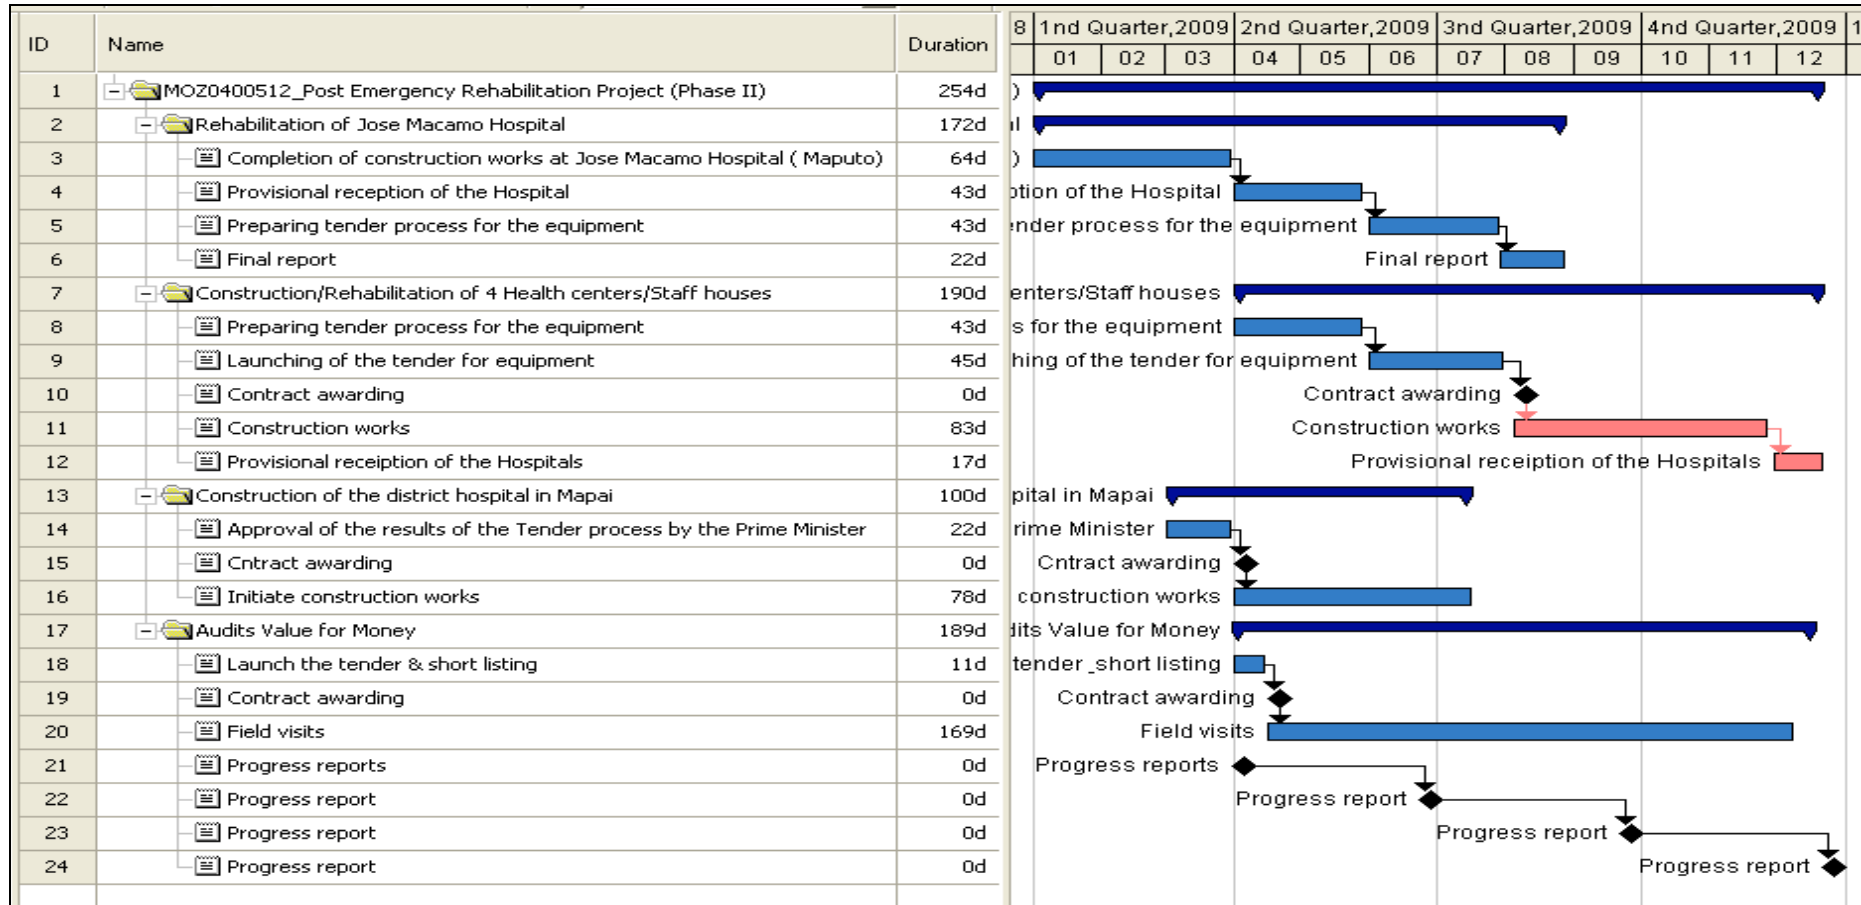 ID Name Duration 8 1nd Quarter,2009 2nd Quarter,2009 3nd Quarter,2009 4nd Quarter,2009 1
01 02 03 04 05 06 07 08 09 10 11 12
1 MOZ0400512_Post Emergency Rehabilitation Project (Phase II) 254d )
2 Rehabilitation of Jose Macamo Hospital 172d l
3 Completion of construction works at Jose Macamo Hospital ( Maputo) 64d )
4 Provisional reception of the Hospital 43d ption of the Hospital
5 Preparing tender process for the equipment 43d ender process for the equipment
6 Final report 22d Final report
7 Construction/Rehabilitation of 4 Health centers/Staff houses 190d enters/Staff houses
8 Preparing tender process for the equipment 43d s for the equipment
9 Launching of the tender for equipment 45d hing of the tender for equipment
10 Contract awarding 0d Contract awarding
11 Construction works 83d Construction works
12 Provisional receiption of the Hospitals 17d Provisional receiption of the Hospitals
13 Construction of the district hospital in Mapai 100d pital in Mapai
14 Approval of the results of the Tender process by the Prime Minister 22d rime Minister
15 Cntract awarding 0d Cntract awarding
16 Initiate construction works 78d construction works
17 Audits Value for Money 189d dits Value for Money
18 Launch the tender & short listing 11d tender _short listing
19 Contract awarding 0d Contract awarding
20 Field visits 169d Field visits
21 Progress reports 0d Progress reports
22 Progress report 0d Progress report
23 Progress report 0d Progress report
24 Progress report 0d Progress report